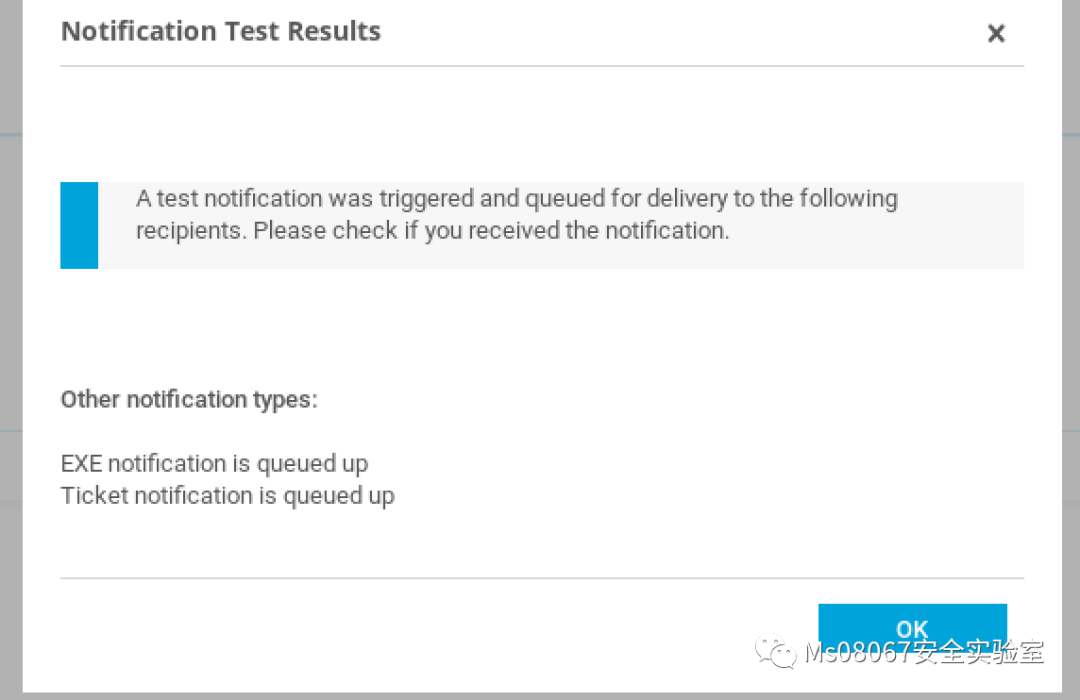 Notification Test Results
A test notification was triggered and queued for delivery to the following
recipients. Please check if you received the notification.
Other notification types:
EXE notification is queued up
Ticket notification is queued up
OK
Ms08067安全实验室